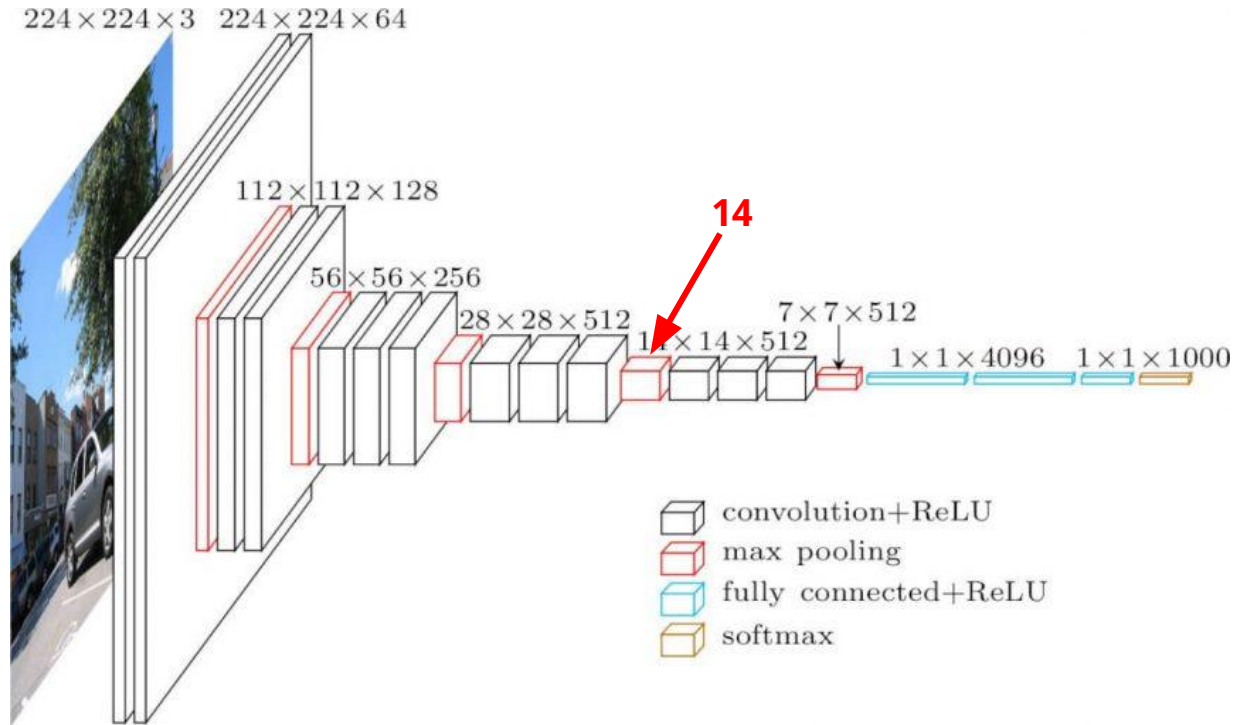 224 × 224 × 3
224 × 224 × 64
112 × 112 × 128
14
56 × 56 × 256
28 × 28 × 512
14 × 14 × 512
7 × 7 × 512
1 × 1 × 4096
1 × 1 × 1000
convolution+ReLU
max pooling
fully connected+ReLU
softmax